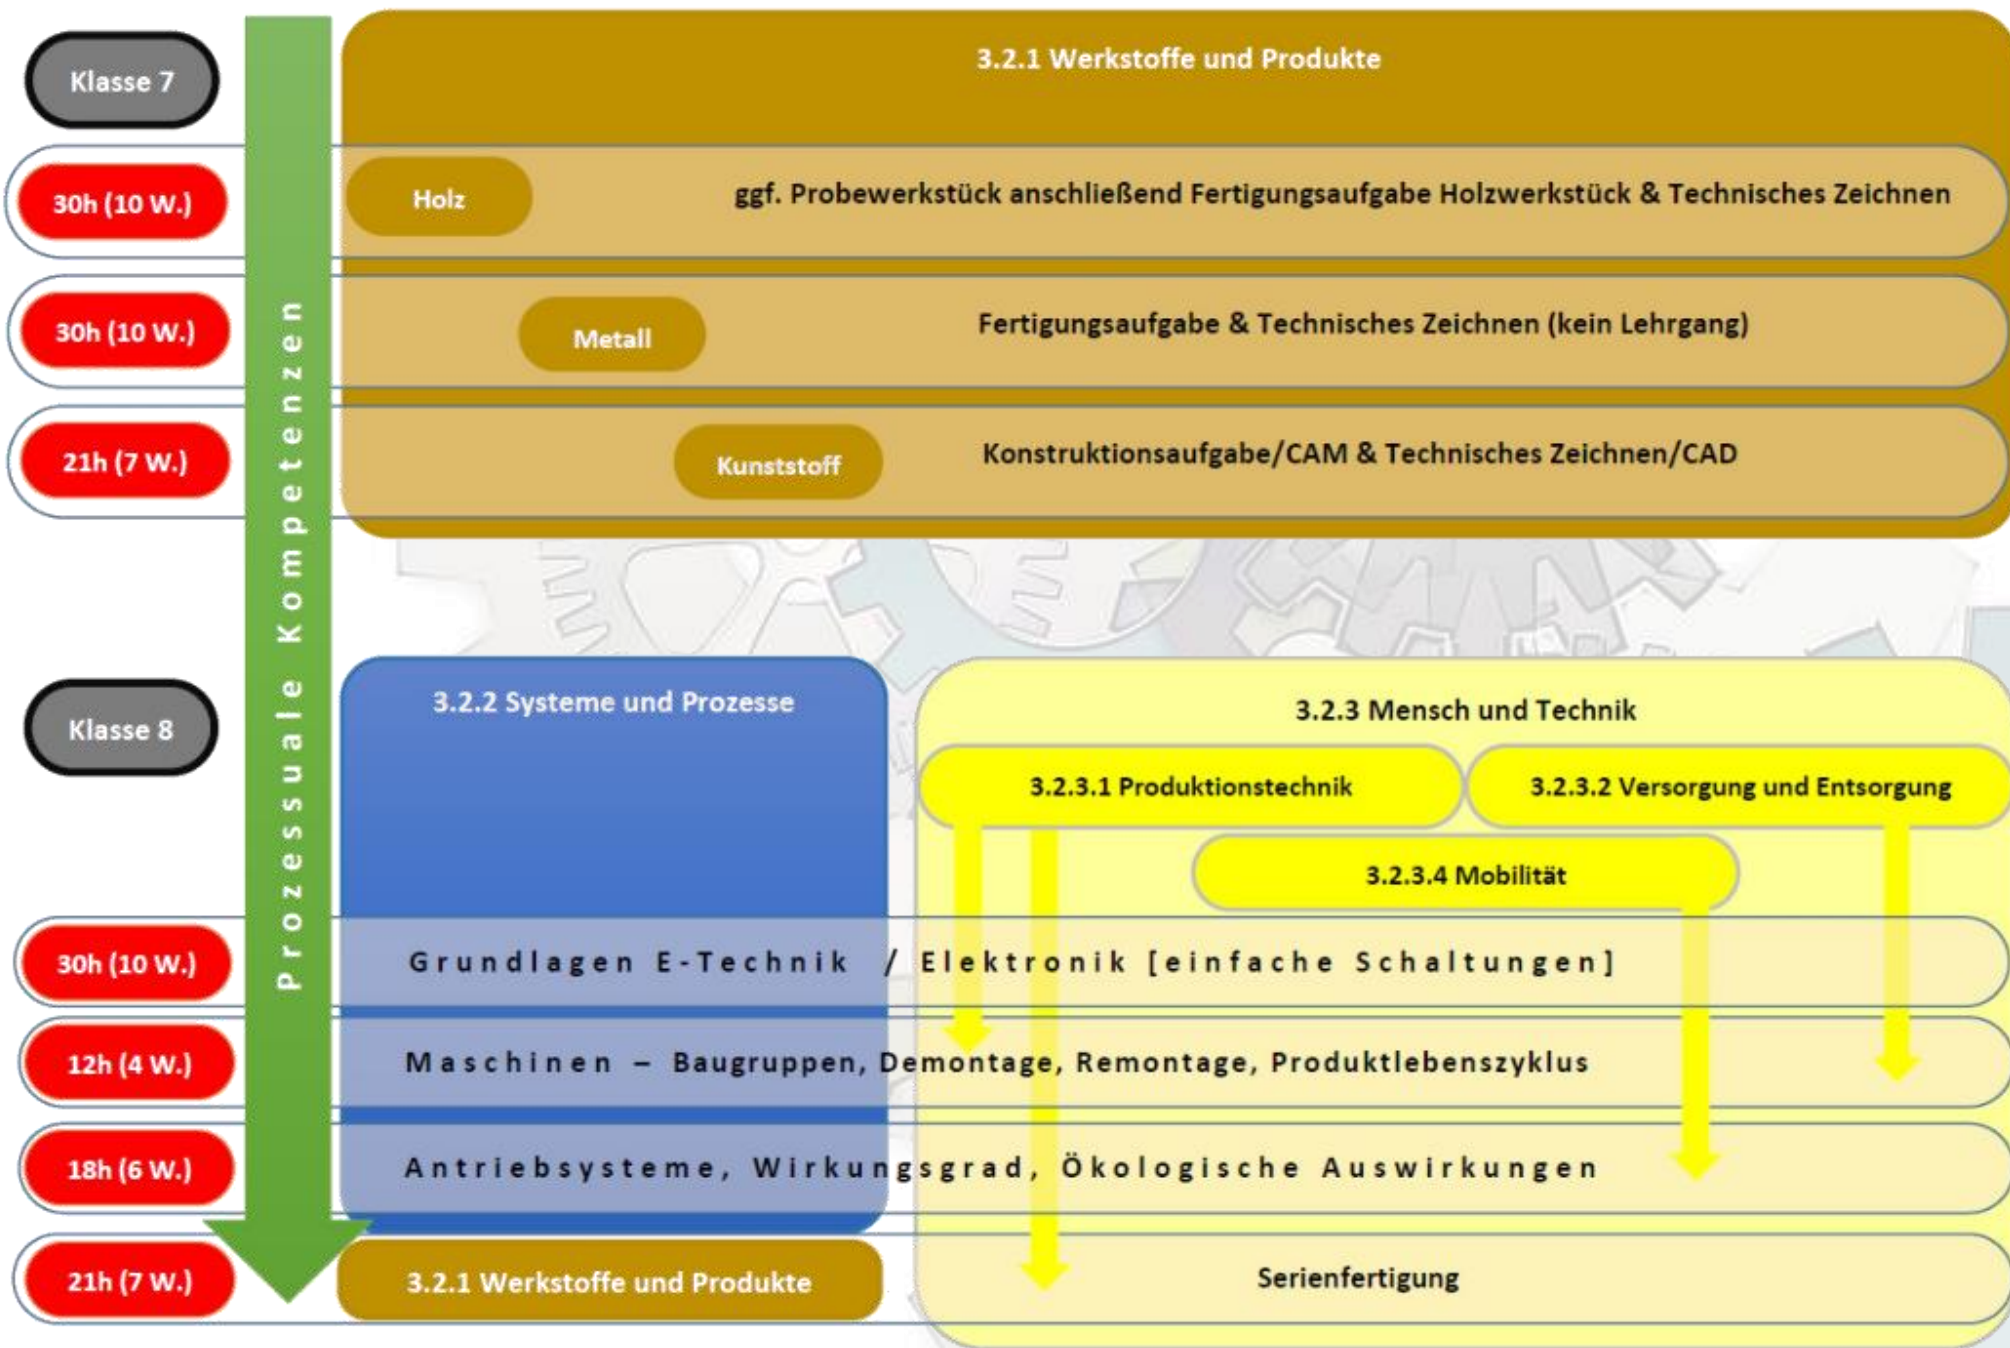 Klasse 7
3.2.1 Werkstoffe und Produkte
30h (10 W.)
Holz
ggf. Probewerkstück anschließend Fertigungsaufgabe Holzwerkstück & Technisches Zeichnen
30h (10 W.)
Metall
Fertigungsaufgabe & Technisches Zeichnen (kein Lehrgang)
21h (7 W.)
Kunststoff
Konstruktionsaufgabe/CAM & Technisches Zeichnen/CAD
Prozessuale Kompetenzen
Klasse 8
3.2.2 Systeme und Prozesse
3.2.3 Mensch und Technik
3.2.3.1 Produktionstechnik
3.2.3.2 Versorgung und Entsorgung
3.2.3.4 Mobilität
30h (10 W.)
Grundlagen E-Technik / Elektronik [einfache Schaltungen]
12h (4 W.)
Maschinen – Baugruppen, Demontage, Remontage, Produktlebenszyklus
18h (6 W.)
Antriebsysteme, Wirkungsgrad, Ökologische Auswirkungen
21h (7 W.)
3.2.1 Werkstoffe und Produkte
Serienfertigung